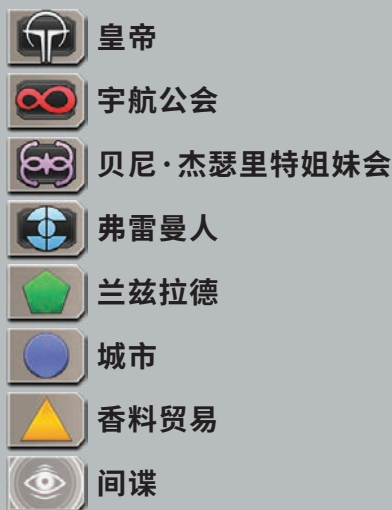 皇帝
宇航公会
贝尼·杰瑟里特姐妹会
弗雷曼人
兰兹拉德
城市
香料贸易
间谍